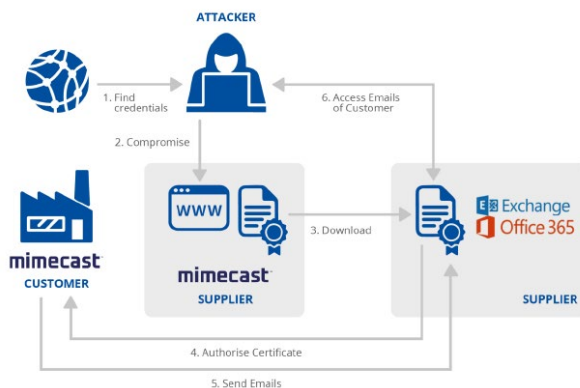 ATTACKER
1. Find
credentials
6. Access Emails
of Customer
2. Compromise
WWW
E Exchange
Office 365
3. Download
mimecast
CUSTOMER
mimecast
SUPPLIER
SUPPLIER
4. Authorise Certificate
5. Send Emails